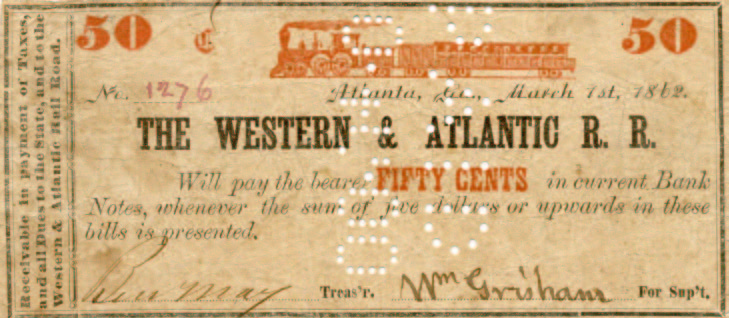 50 C 50
No. 1276 Atlanta, Ga., March 1st, 1862.
THE WESTERN & ATLANTIC R. R.
Will pay the bearer FIFTY CENTS in current Bank
Notes, whenever the sum of five dollars or upwards in these
bills is presented.
Ben May Treas'r. Wm Grisham For Sup't.
Receivable in payment of Taxes,
and all Dues to the State, and to the
Western & Atlantic Rail Road.